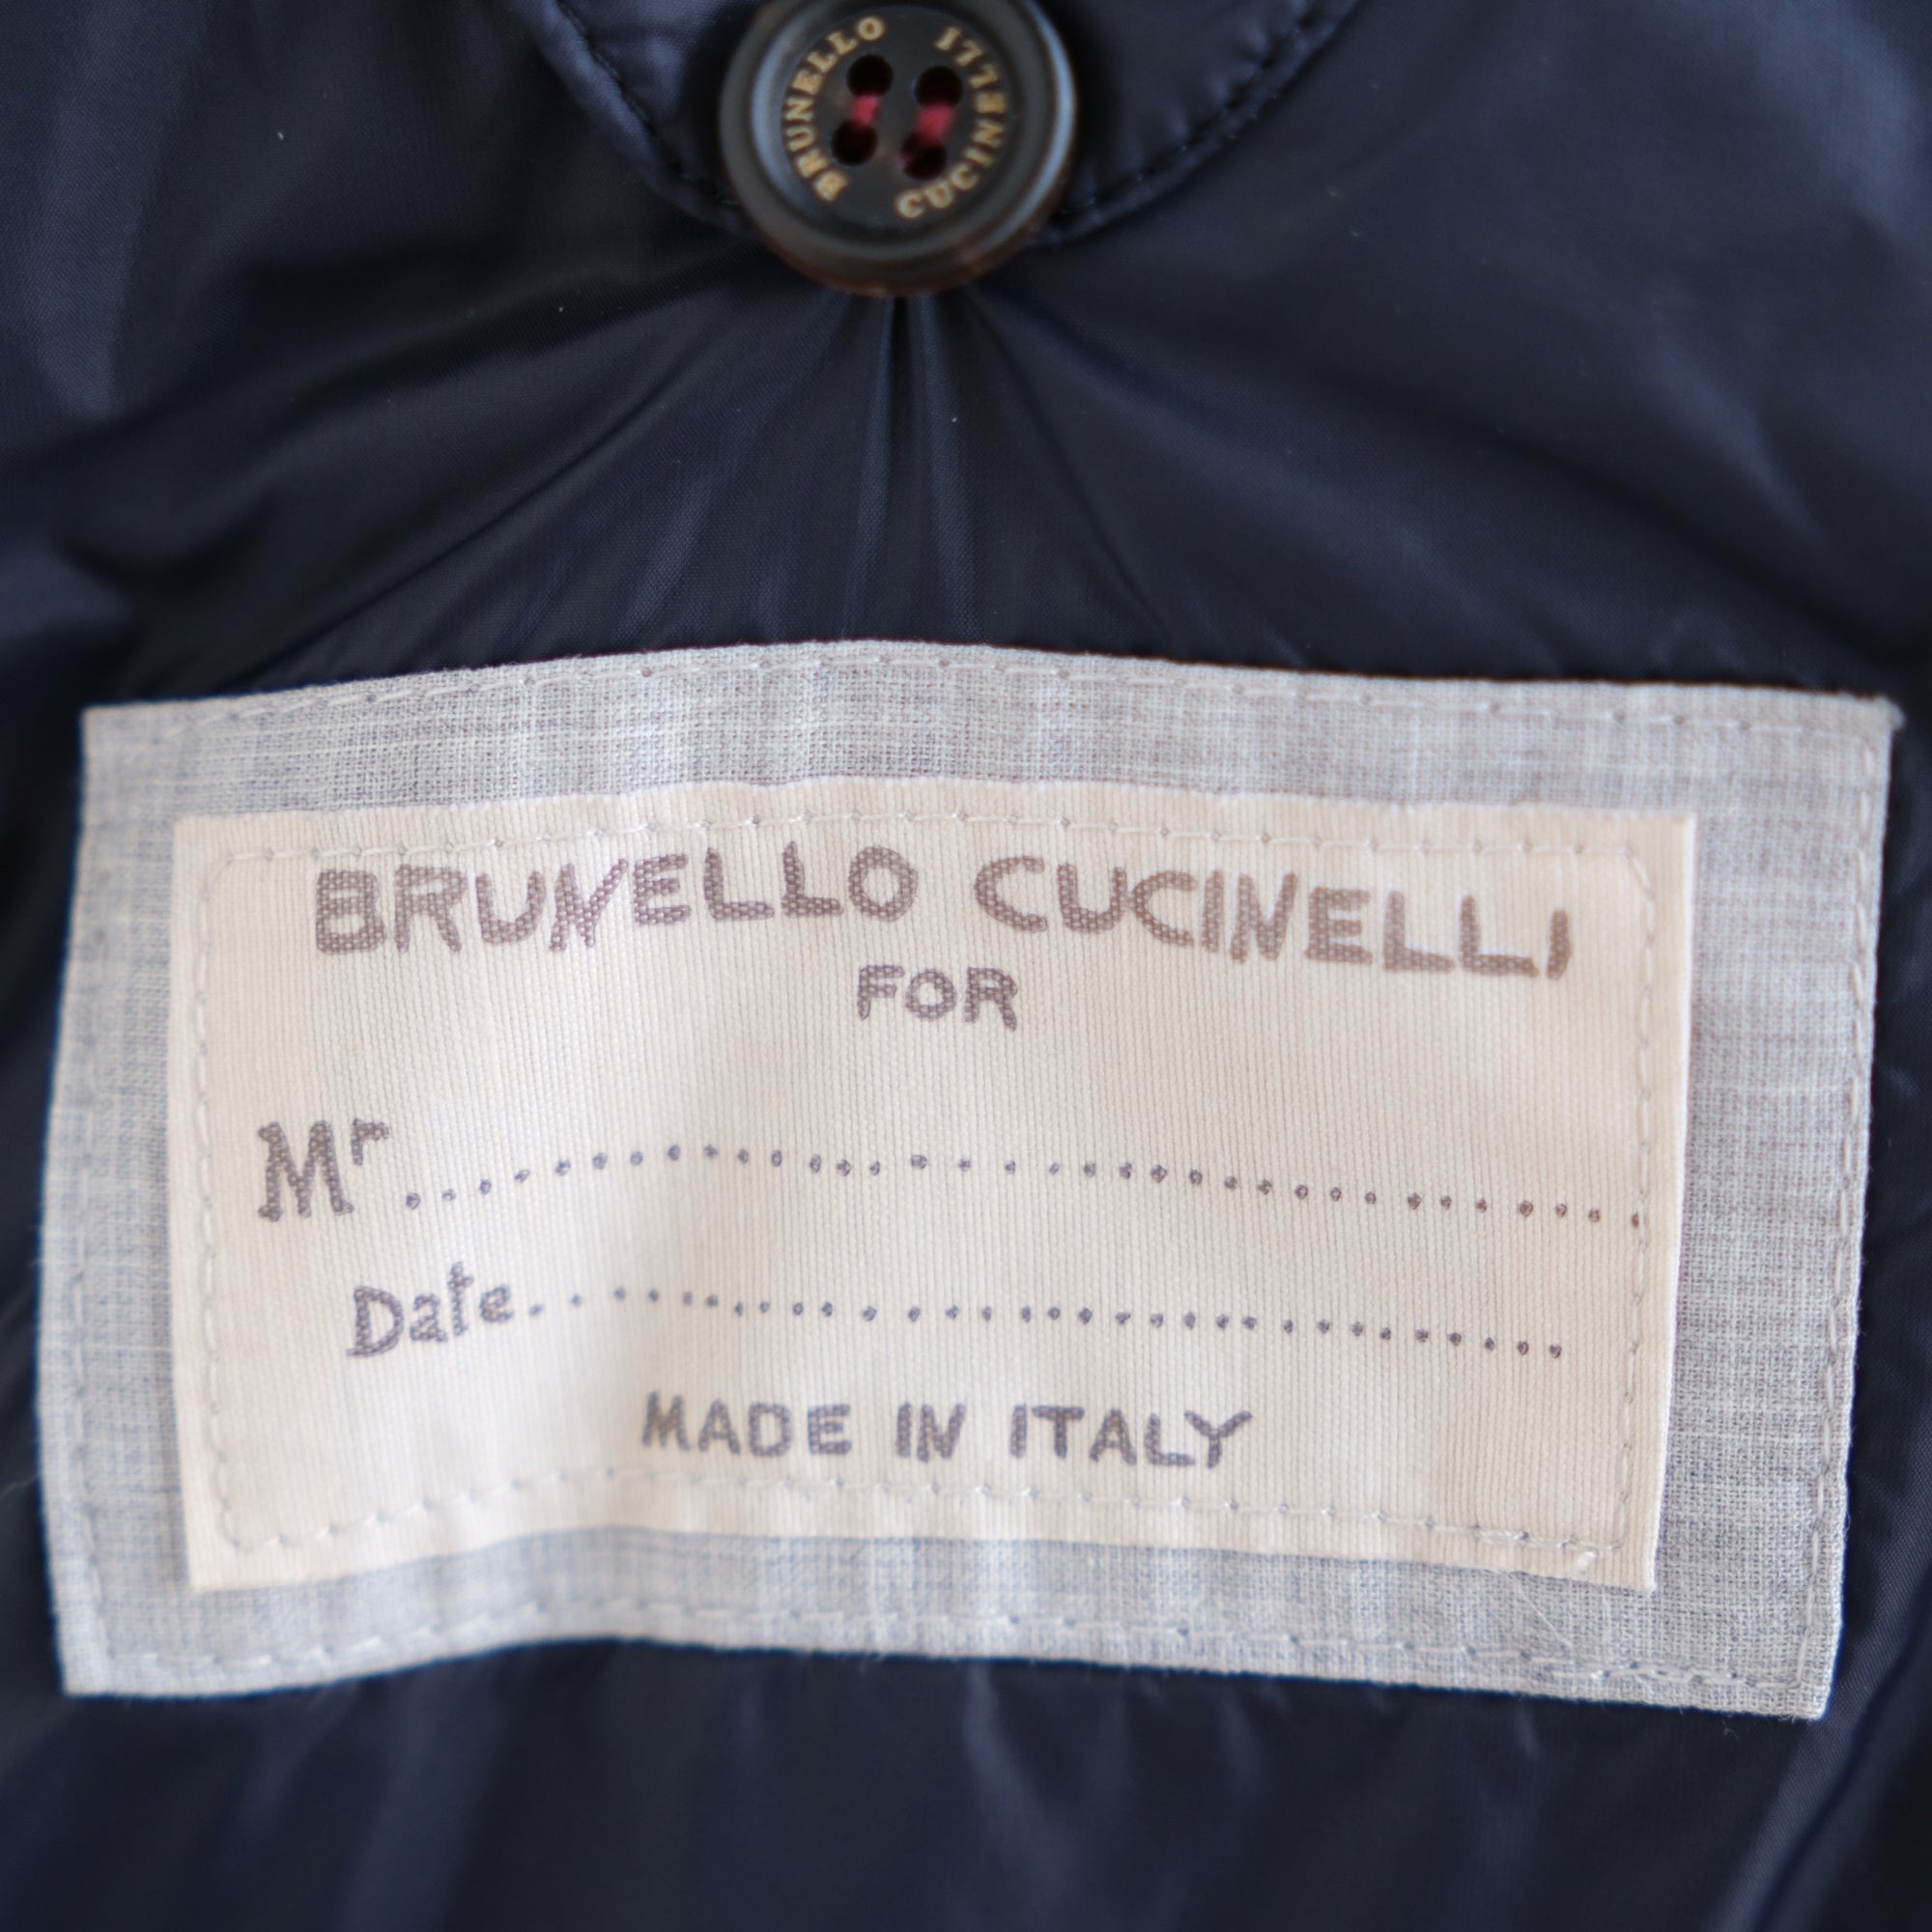 BRUNELLO CUCINELLI
BRUNELLO CUCINELLI
FOR
Mr.......................................
Date..................................
MADE IN ITALY